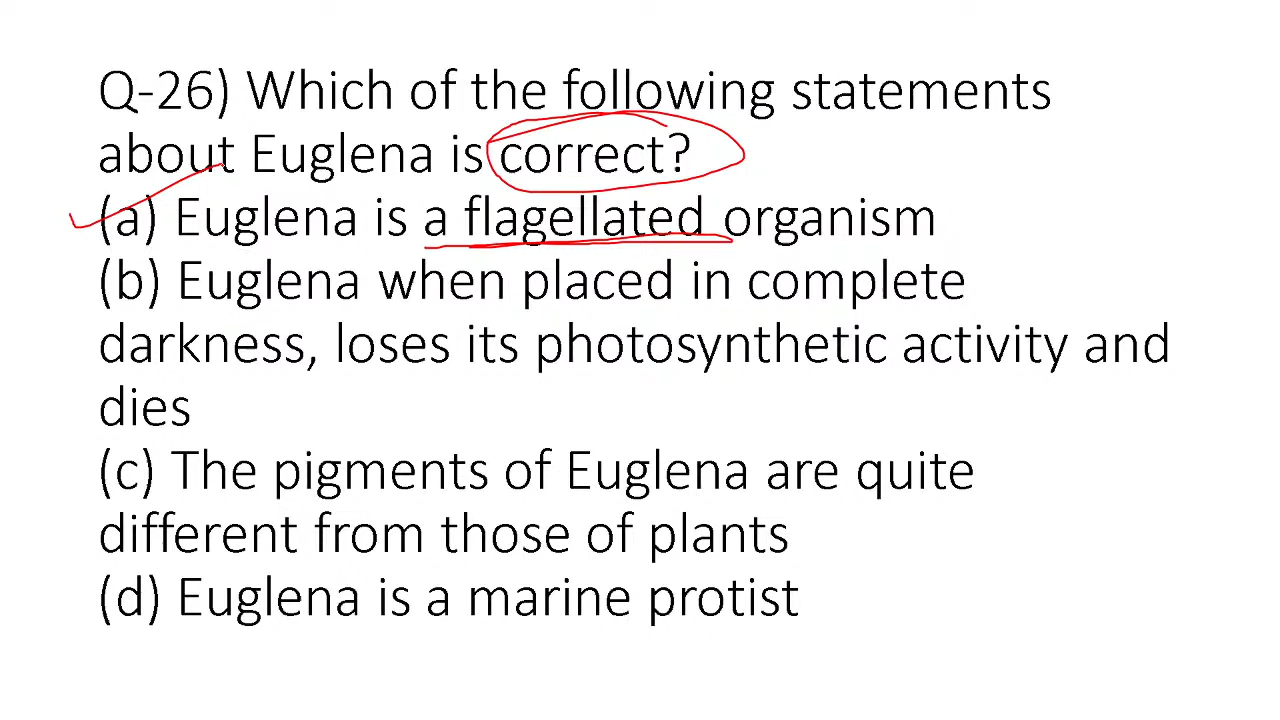 Q-26) Which of the following statements
about Euglena is correct?
(a) Euglena is a flagellated organism
(b) Euglena when placed in complete
darkness, loses its photosynthetic activity and
dies
(c) The pigments of Euglena are quite
different from those of plants
(d) Euglena is a marine protist